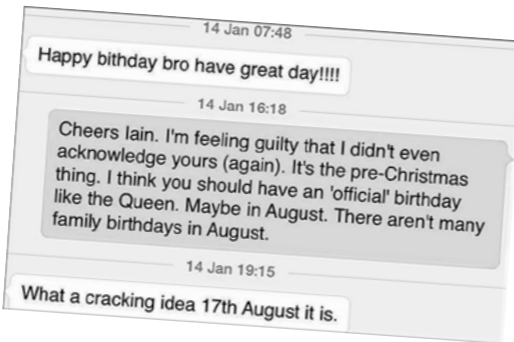 14 Jan 07:48
Happy bithday bro have great day!!!!
14 Jan 16:18
Cheers Iain. I'm feeling guilty that I didn't even
acknowledge yours (again). It's the pre-Christmas
thing. I think you should have an 'official' birthday
like the Queen. Maybe in August. There aren't many
family birthdays in August.
14 Jan 19:15
What a cracking idea 17th August it is.